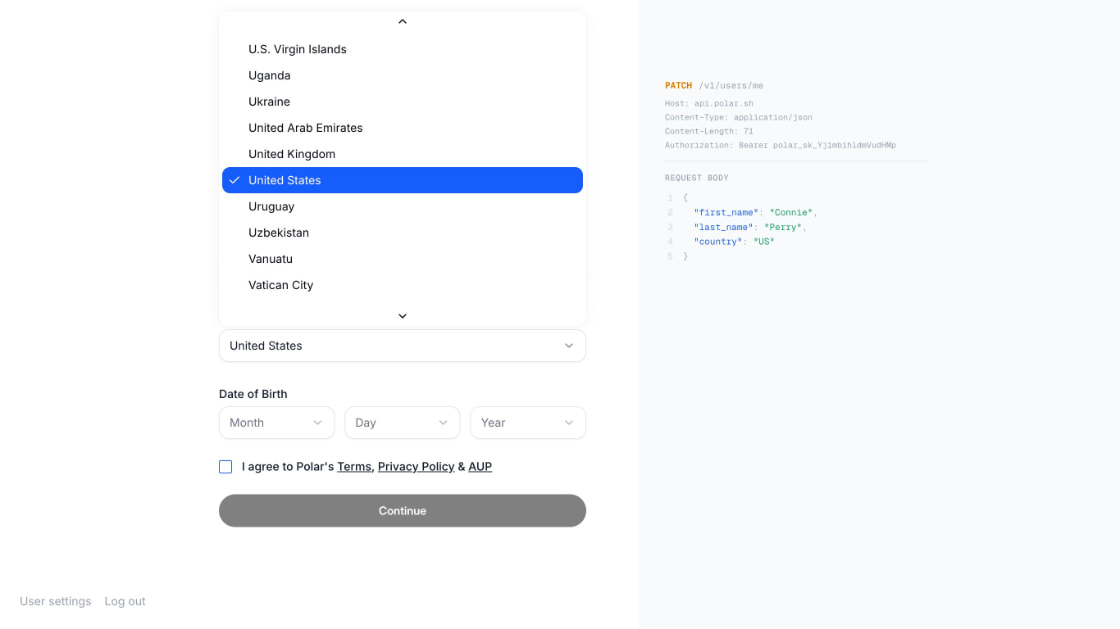 U.S. Virgin Islands
Uganda
Ukraine
United Arab Emirates
United Kingdom
United States
Uruguay
Uzbekistan
Vanuatu
Vatican City
United States
Date of Birth
Month Day Year
I agree to Polar's Terms, Privacy Policy & AUP
Continue
User settings Log out
PATCH /v1/users/me
Host: api.polar.sh
Content-Type: application/json
Content-Length: 71
Authorization: Bearer polar_sk_YjimbihidmVudHMp
REQUEST BODY
1 {
2 "first_name": "Connie",
3 "last_name": "Perry",
4 "country": "US"
5 }